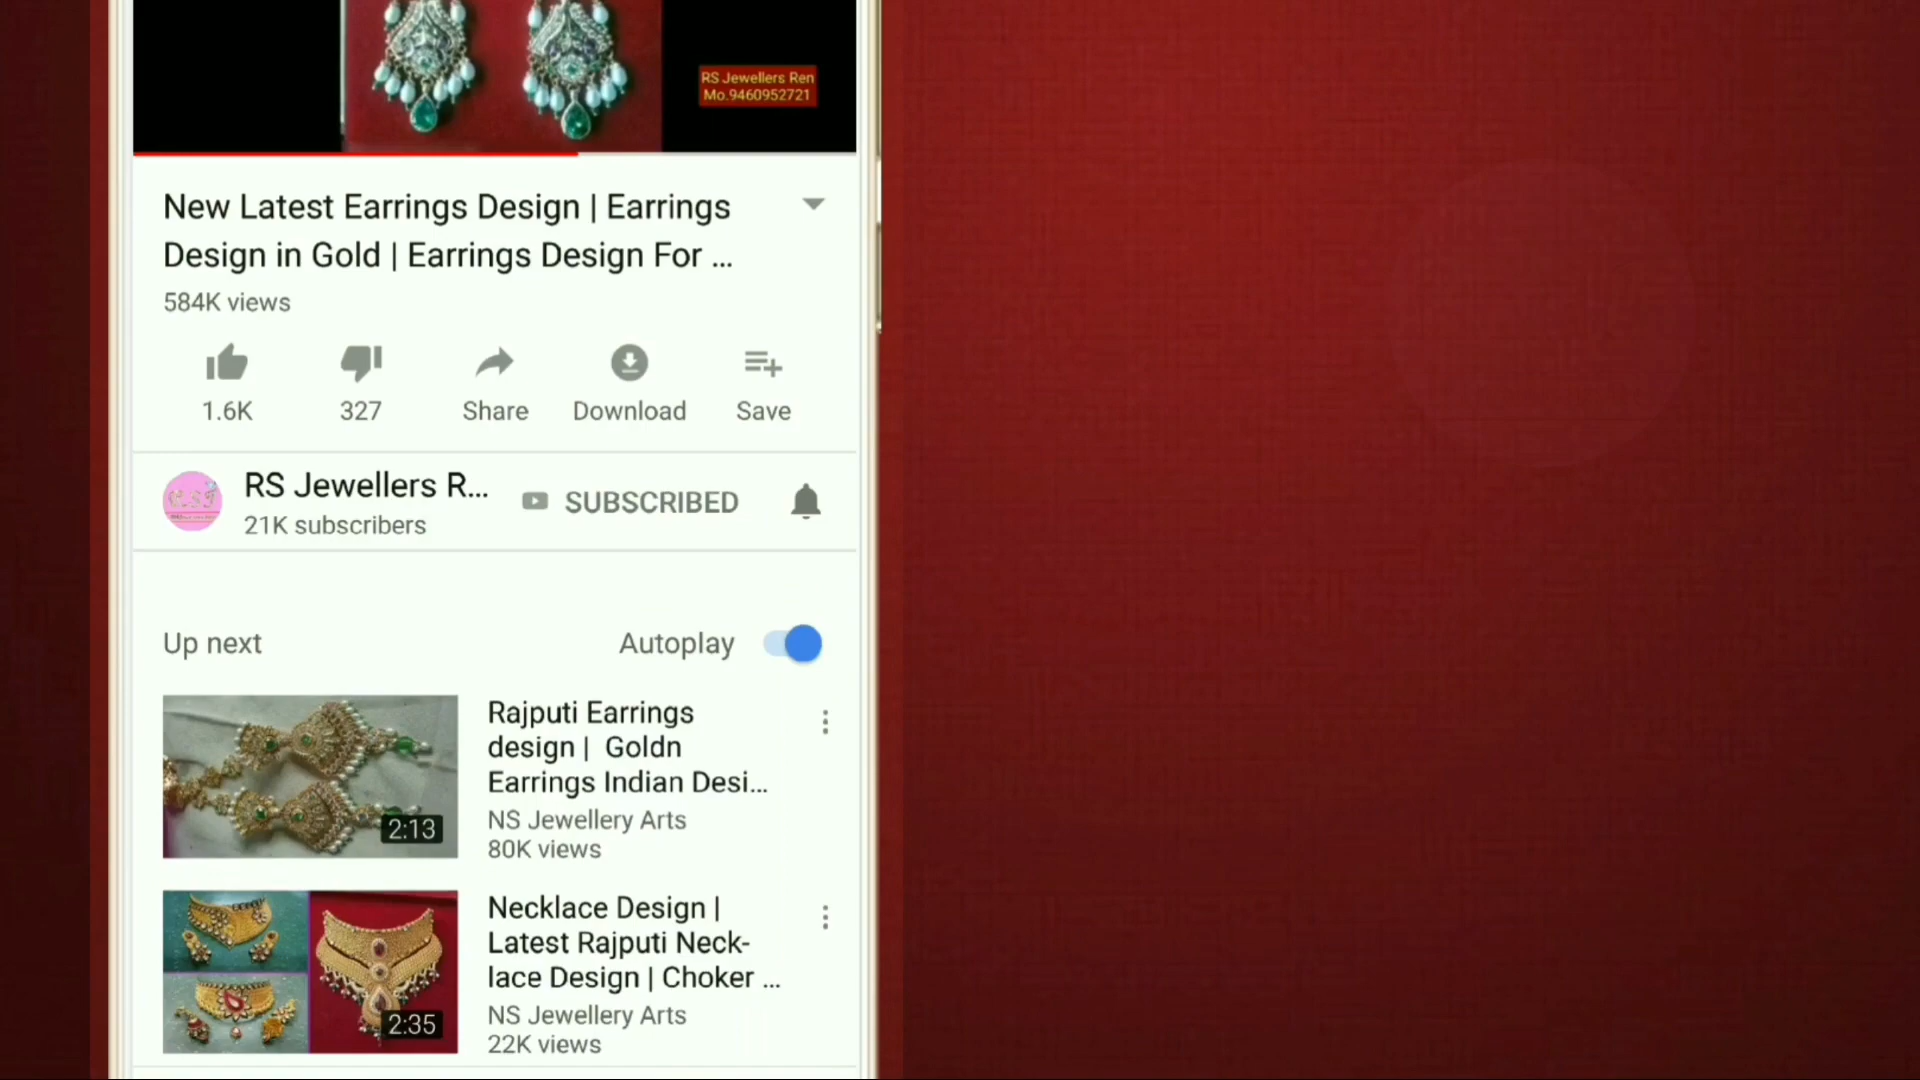 RS Jewellers Ren
Mo.9460952721
New Latest Earrings Design | Earrings
Design in Gold | Earrings Design For ...
584K views
1.6K
327
Share
Download
Save
RS Jewellers R...
SUBSCRIBED
21K subscribers
Up next
Autoplay
Rajputi Earrings
design | Goldn
Earrings Indian Desi...
2:13
NS Jewellery Arts
80K views
Necklace Design |
Latest Rajputi Neck-
lace Design | Choker ...
2:35
NS Jewellery Arts
22K views